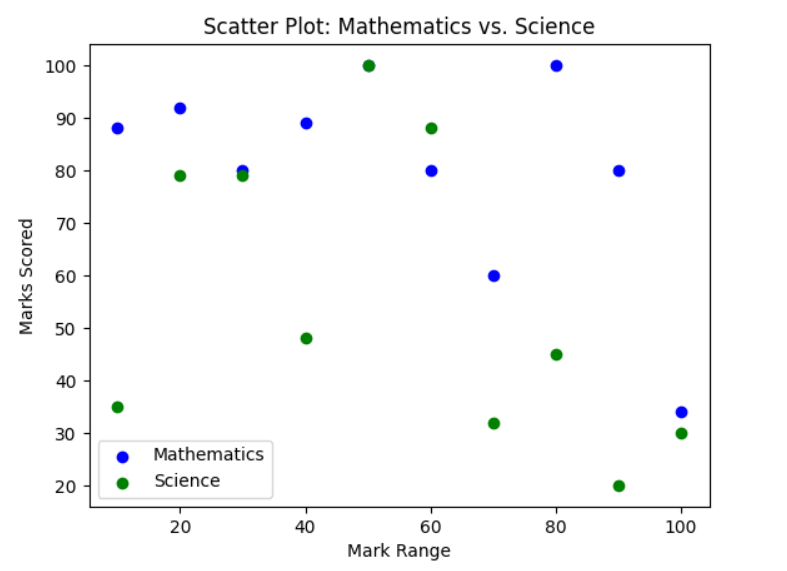 Scatter Plot: Mathematics vs. Science
100
90
80
70
60
50
40
30
20
Marks Scored
Mathematics
Science
20 40 60 80 100
Mark Range